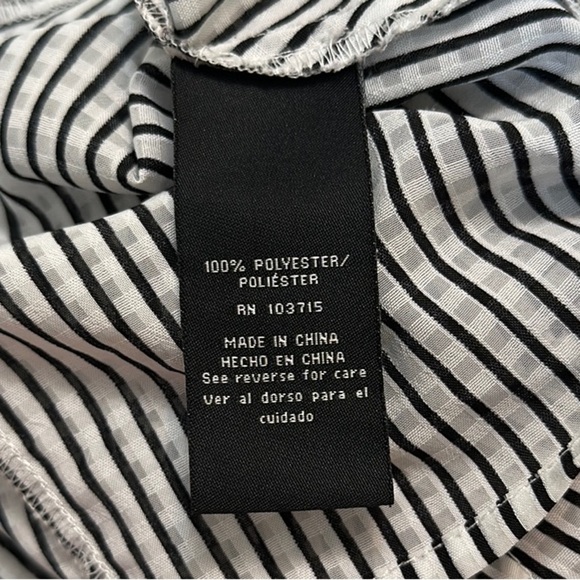 100% POLYESTER/
POLIÉSTER
RN 103715
MADE IN CHINA
HECHO EN CHINA
See reverse for care
Ver al dorso para el
cuidado